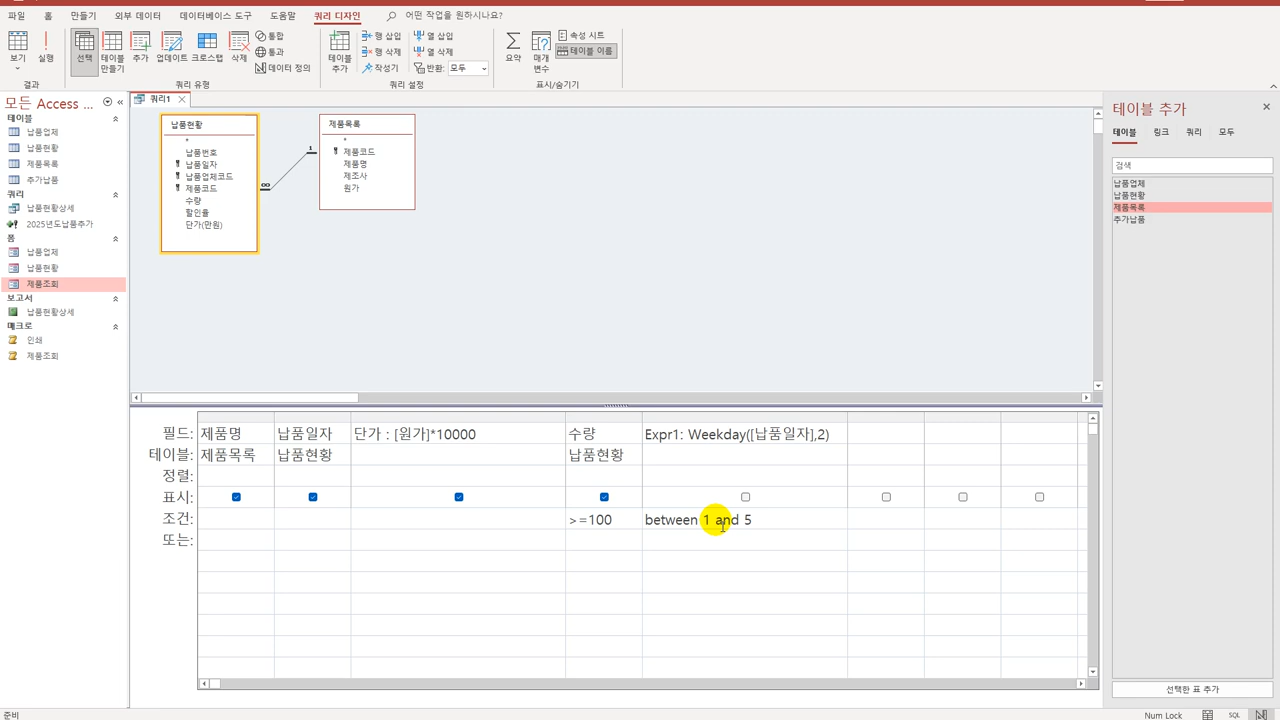 파일 홈 만들기 외부 데이터 데이터베이스 도구 도움말 쿼리 디자인 어떤 작업을 원하시나요?
보기
실행
선택
테이블
만들기
추가
업데이트
크로스탭
삭제
통합
통과
데이터 정의
테이블
추가
행 삽입
행 삭제
작성기
열 삽입
열 삭제
반환: 모두
요약
매개
변수
속성 시트
테이블 이름
결과
쿼리 유형
쿼리 설정
표시/숨기기
모든 Access ...
테이블
납품업체
납품현황
제품목록
추가납품
쿼리
납품현황상세
2025년도납품추가
폼
납품업체
납품현황
제품조회
보고서
납품현황상세
매크로
인쇄
제품조회
쿼리1
납품현황
*
납품번호
납품일자
납품업체코드
제품코드
수량
할인율
단가(만원)
∞
1
제품목록
*
제품코드
제품명
제조사
원가
필드: 제품명 납품일자 단가 : [원가]*10000 수량 Expr1: Weekday([납품일자],2)
테이블: 제품목록 납품현황 납품현황
정렬:
표시:
조건: >=100 between 1 and 5
또는:
테이블 추가
테이블 링크 쿼리 모두
검색
납품업체
납품현황
제품목록
추가납품
선택한 표 추가
준비
Num Lock
SQL